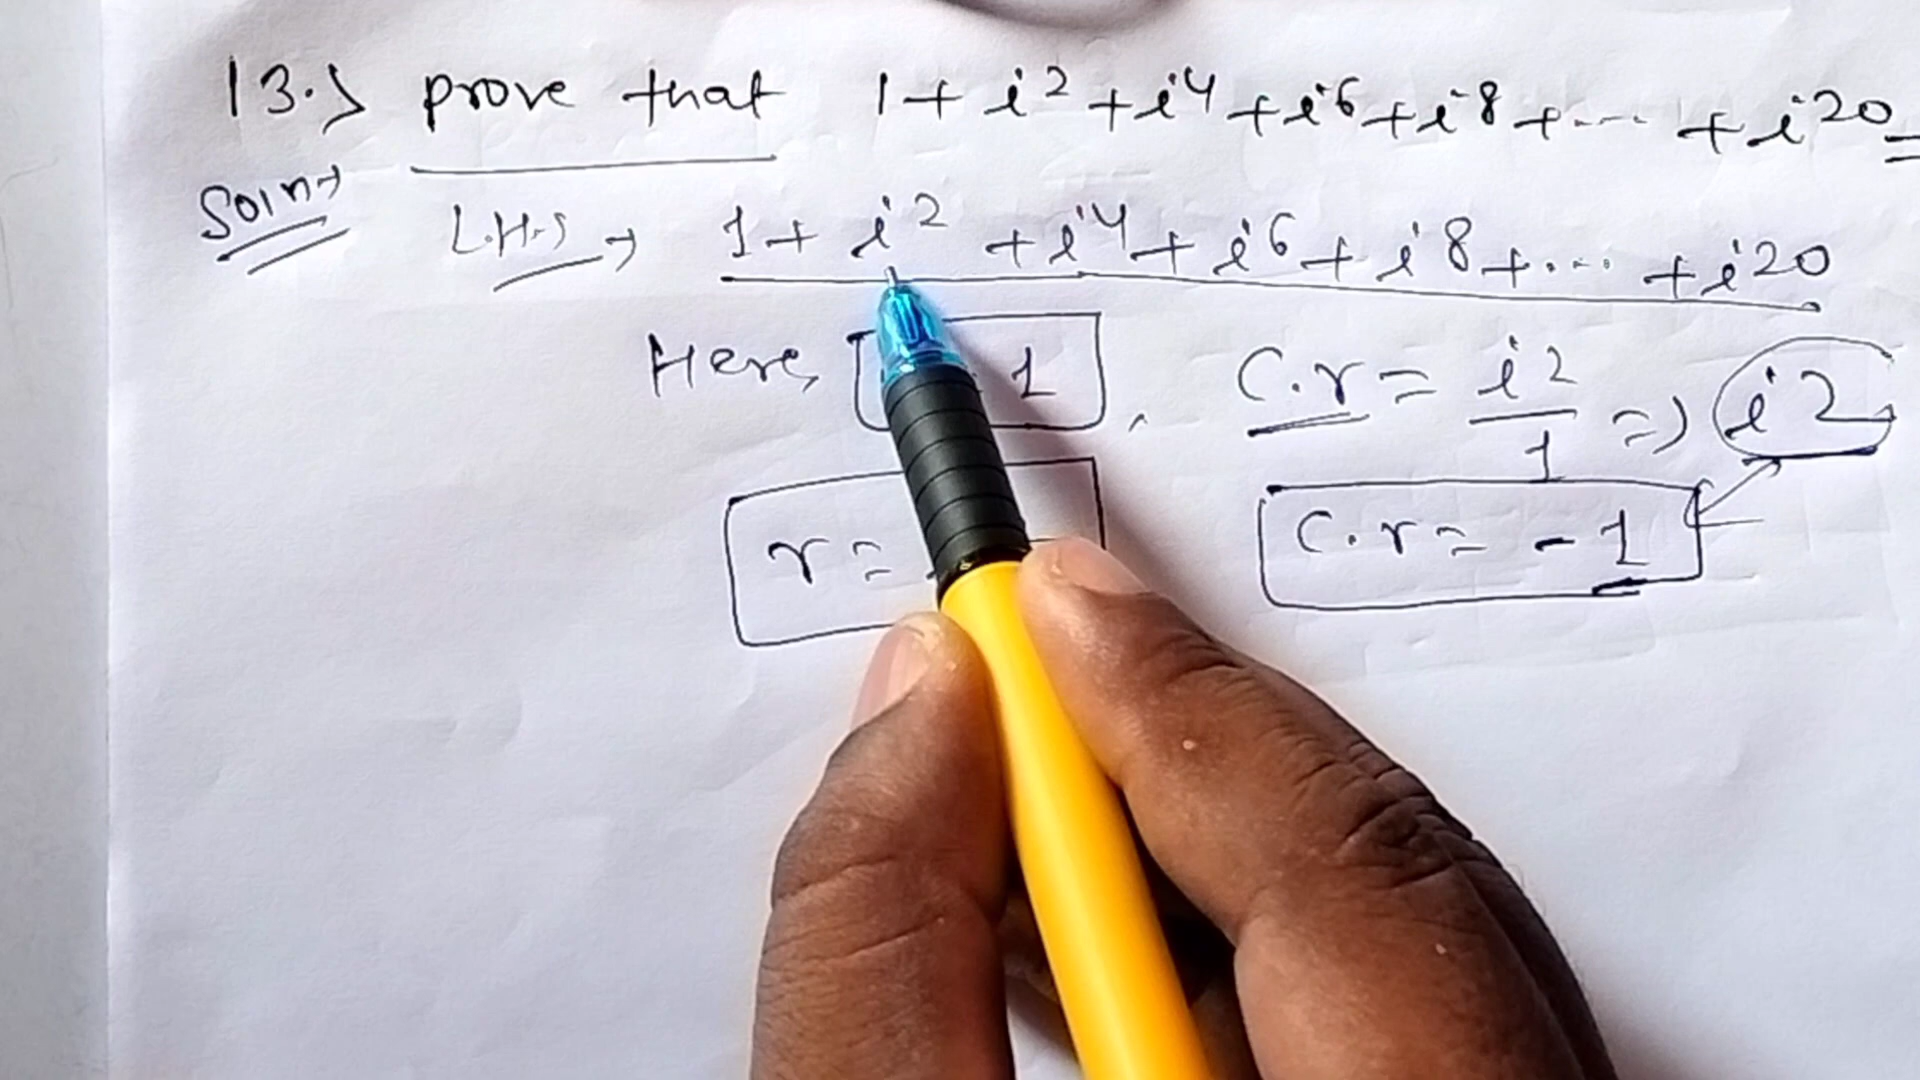 13.) prove that 1 + i² + i⁴ + i⁶ + i⁸ + ... + i²⁰ =
Soln→ L.H.S → 1 + i² + i⁴ + i⁶ + i⁸ + ... + i²⁰
Here, 1, C.r = i²/1 => i²
r = C.r = -1